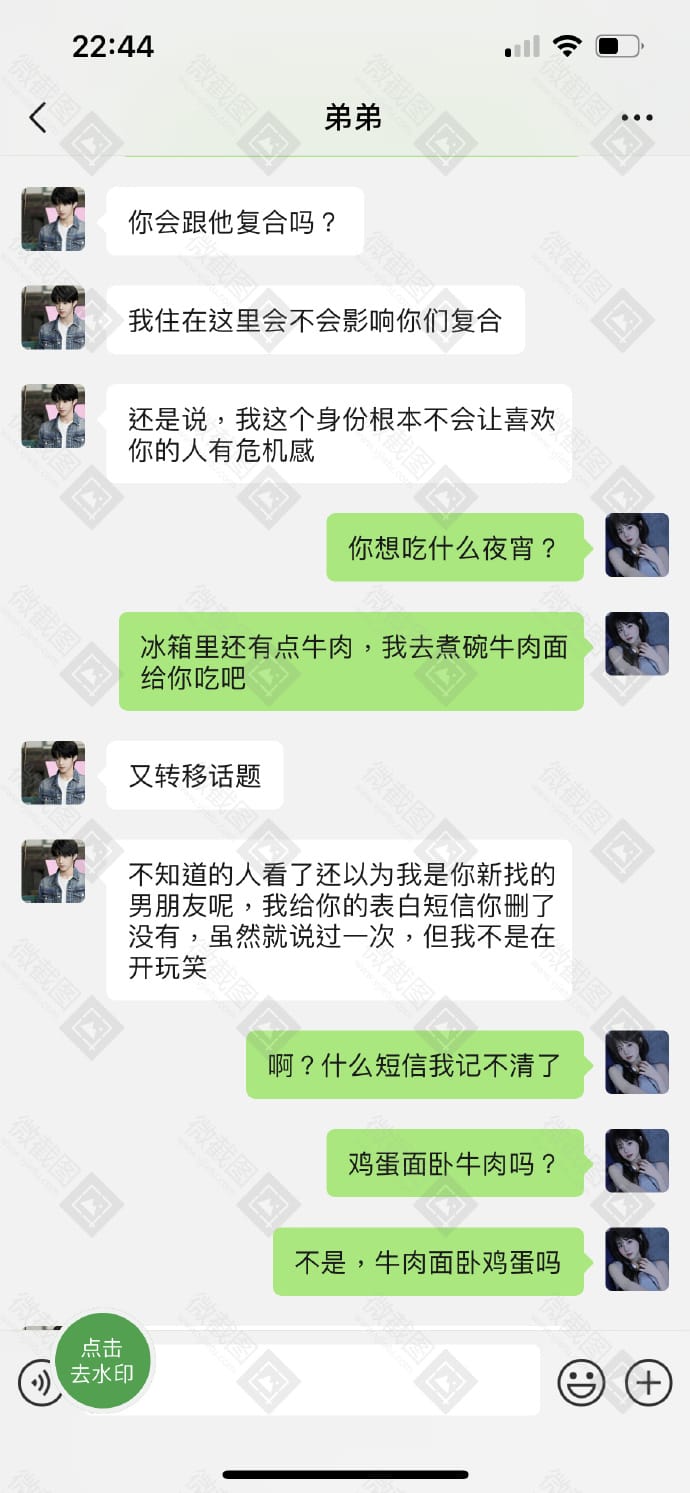 22:44
弟弟
你会跟他复合吗？
我住在这里会不会影响你们复合
还是说，我这个身份根本不会让喜欢
你的人有危机感
你想吃什么夜宵？
冰箱里还有点牛肉，我去煮碗牛肉面
给你吃吧
又转移话题
不知道的人看了还以为我是你新找的
男朋友呢，我给你的表白短信你删了
没有，虽然就说过一次，但我不是在
开玩笑
啊？什么短信我记不清了
鸡蛋面卧牛肉吗？
不是，牛肉面卧鸡蛋吗
点击
去水印
微截图